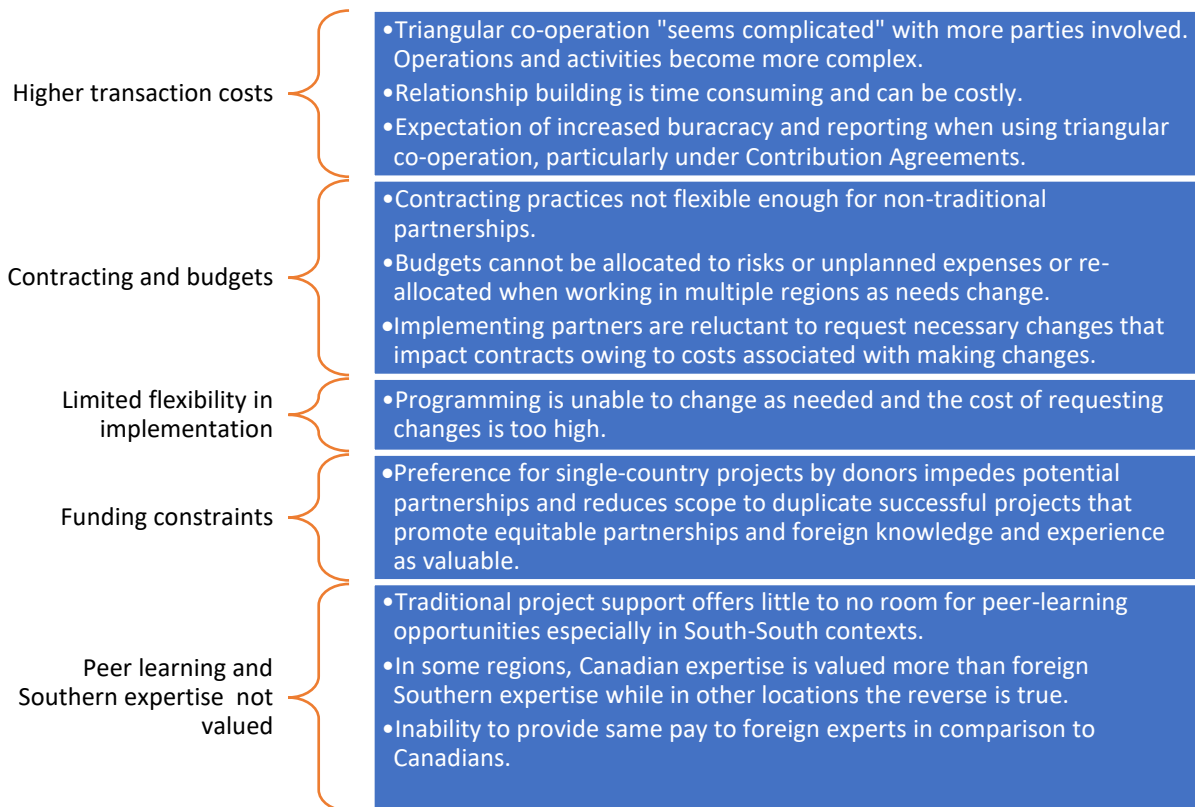 Higher transaction costs
•Triangular co-operation "seems complicated" with more parties involved.
Operations and activities become more complex.
•Relationship building is time consuming and can be costly.
•Expectation of increased buracracy and reporting when using triangular
co-operation, particularly under Contribution Agreements.
Contracting and budgets
•Contracting practices not flexible enough for non-traditional
partnerships.
•Budgets cannot be allocated to risks or unplanned expenses or re-
allocated when working in multiple regions as needs change.
•Implementing partners are reluctant to request necessary changes that
impact contracts owing to costs associated with making changes.
Limited flexibility in
implementation
•Programming is unable to change as needed and the cost of requesting
changes is too high.
Funding constraints
•Preference for single-country projects by donors impedes potential
partnerships and reduces scope to duplicate successful projects that
promote equitable partnerships and foreign knowledge and experience
as valuable.
Peer learning and
Southern expertise not
valued
•Traditional project support offers little to no room for peer-learning
opportunities especially in South-South contexts.
•In some regions, Canadian expertise is valued more than foreign
Southern expertise while in other locations the reverse is true.
•Inability to provide same pay to foreign experts in comparison to
Canadians.